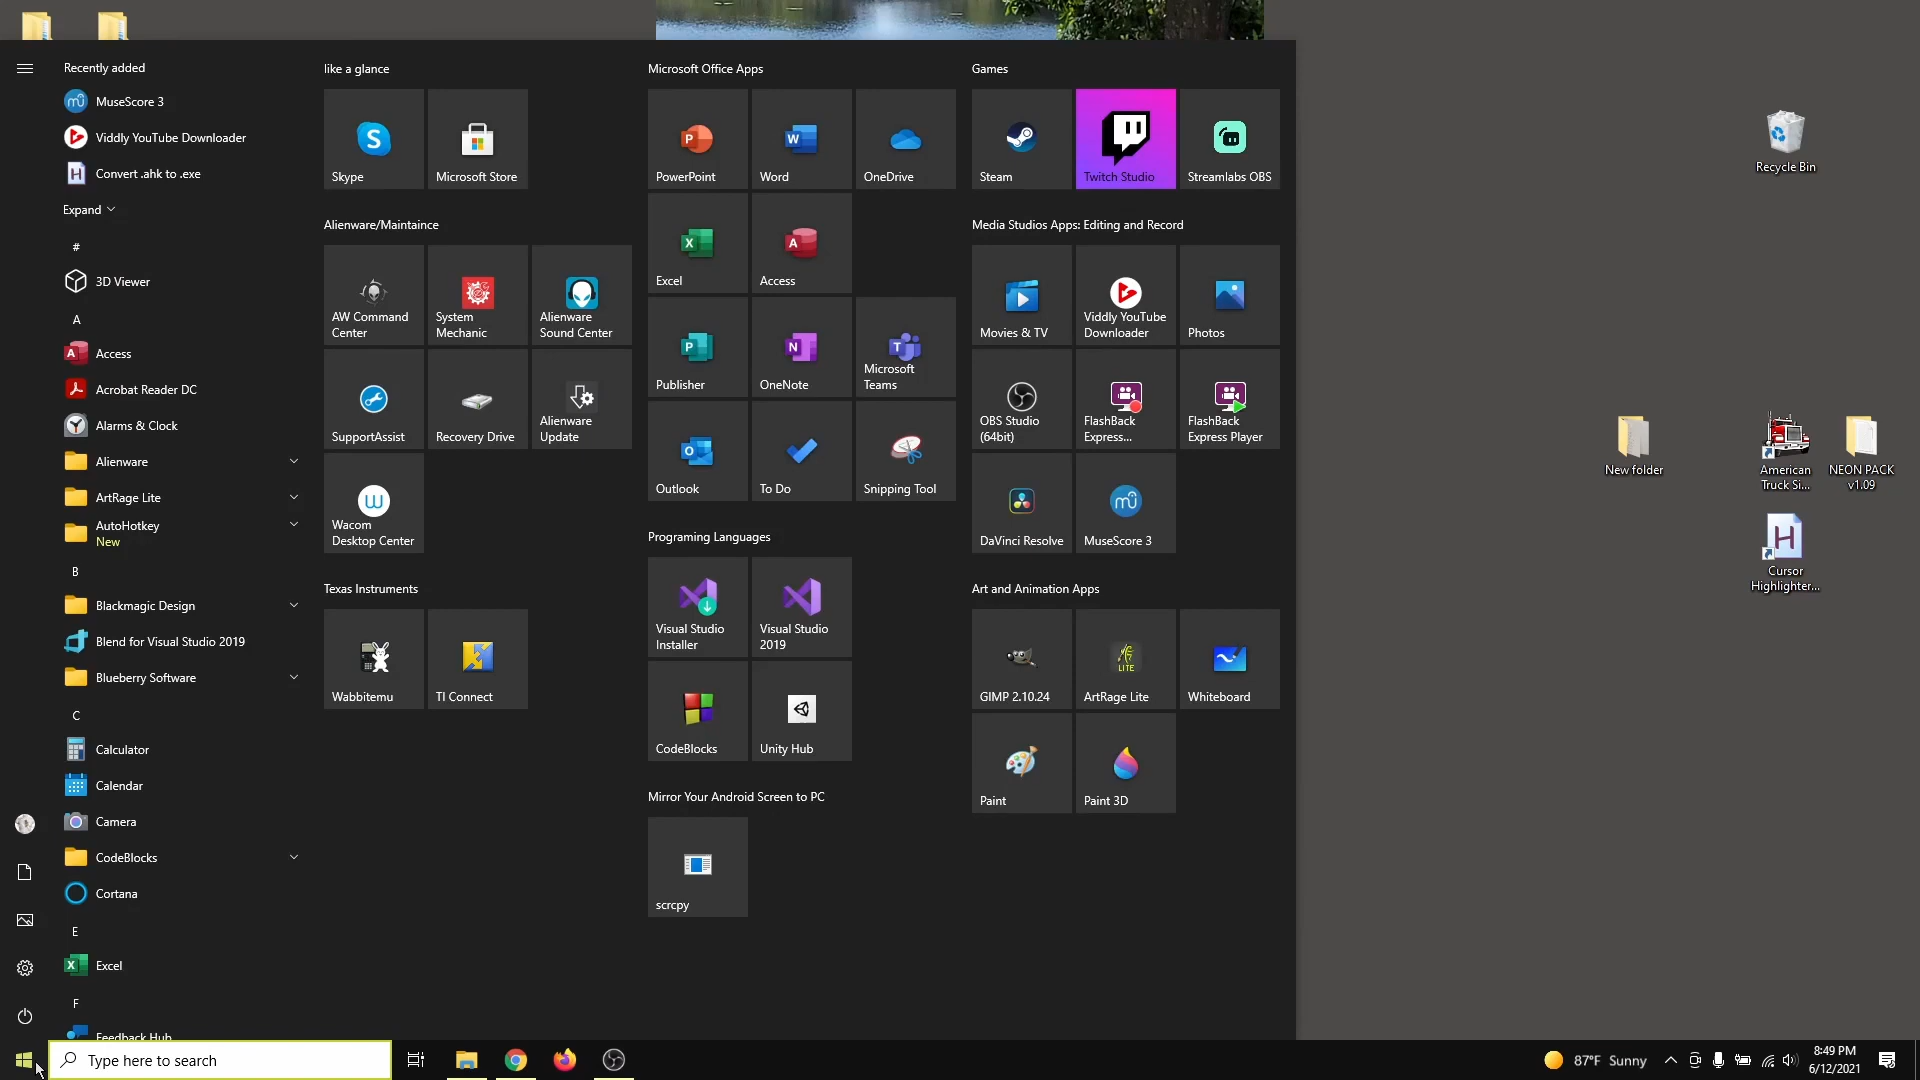 Recently added
MuseScore 3
Viddly YouTube Downloader
Convert .ahk to .exe
Expand
#
3D Viewer
A
Access
Acrobat Reader DC
Alarms & Clock
Alienware
ArtRage Lite
AutoHotkey
New
B
Blackmagic Design
Blend for Visual Studio 2019
Blueberry Software
C
Calculator
Calendar
Camera
CodeBlocks
Cortana
E
Excel
F
Feedback Hub
like a glance
Skype
Microsoft Store
Alienware/Maintaince
AW Command
Center
System
Mechanic
Alienware
Sound Center
SupportAssist
Recovery Drive
Alienware
Update
Wacom
Desktop Center
Texas Instruments
Wabbitemu
TI Connect
Microsoft Office Apps
PowerPoint
Word
OneDrive
Excel
Access
Publisher
OneNote
Microsoft
Teams
Outlook
To Do
Snipping Tool
Programing Languages
Visual Studio
Installer
Visual Studio
2019
CodeBlocks
Unity Hub
Mirror Your Android Screen to PC
scrcpy
Games
Steam
Twitch Studio
Streamlabs OBS
Media Studios Apps: Editing and Record
Movies & TV
Viddly YouTube
Downloader
Photos
OBS Studio
(64bit)
FlashBack
Express...
FlashBack
Express Player
DaVinci Resolve
MuseScore 3
Art and Animation Apps
GIMP 2.10.24
LITE
ArtRage Lite
Whiteboard
Paint
Paint 3D
Recycle Bin
New folder
American
Truck Si...
NEON PACK
v1.09
Cursor
Highlighter...
Type here to search
87°F Sunny
8:49 PM
6/12/2021